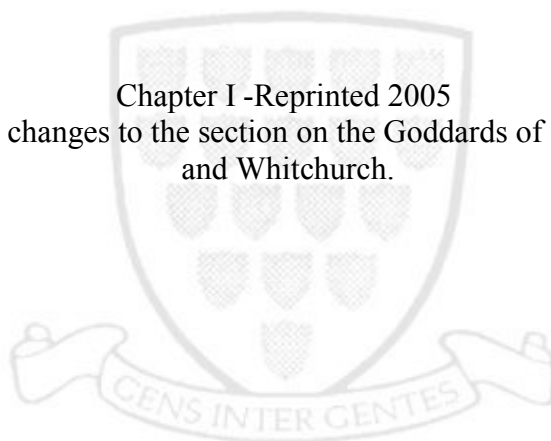 Chapter I -Reprinted 2005
changes to the section on the Goddards of
and Whitchurch.
GENS INTER GENTES